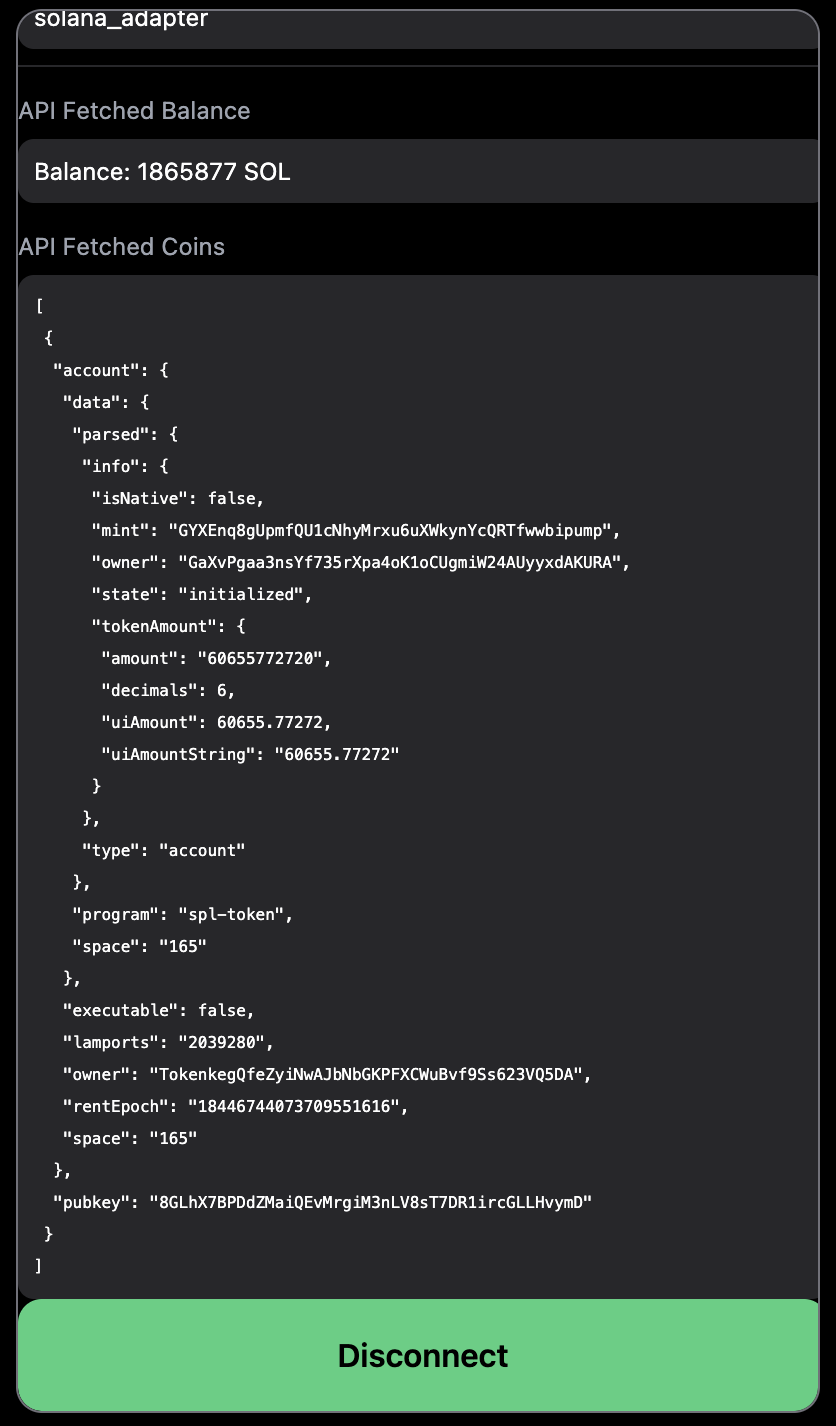 solana_adapter
API Fetched Balance
Balance: 1865877 SOL
API Fetched Coins
[
{
"account": {
"data": {
"parsed": {
"info": {
"isNative": false,
"mint": "GYXEnq8gUpmfQU1cNhyMrxu6uXWkynYcQRTfwwbipump",
"owner": "GaXvPgaa3nsYf735rXpa4oK1oCUgmiW24AUyyxdAKURA",
"state": "initialized",
"tokenAmount": {
"amount": "60655772720",
"decimals": 6,
"uiAmount": 60655.77272,
"uiAmountString": "60655.77272"
}
},
"type": "account"
},
"program": "spl-token",
"space": "165"
},
"executable": false,
"lamports": "2039280",
"owner": "TokenkegQfeZyiNwAJbNbGKPFXCWuBvf9Ss623VQ5DA",
"rentEpoch": "18446744073709551616",
"space": "165"
},
"pubkey": "8GLhX7BPDdZMaiQEvMrgiM3nLV8sT7DR1ircGLLHvymD"
}
]
Disconnect